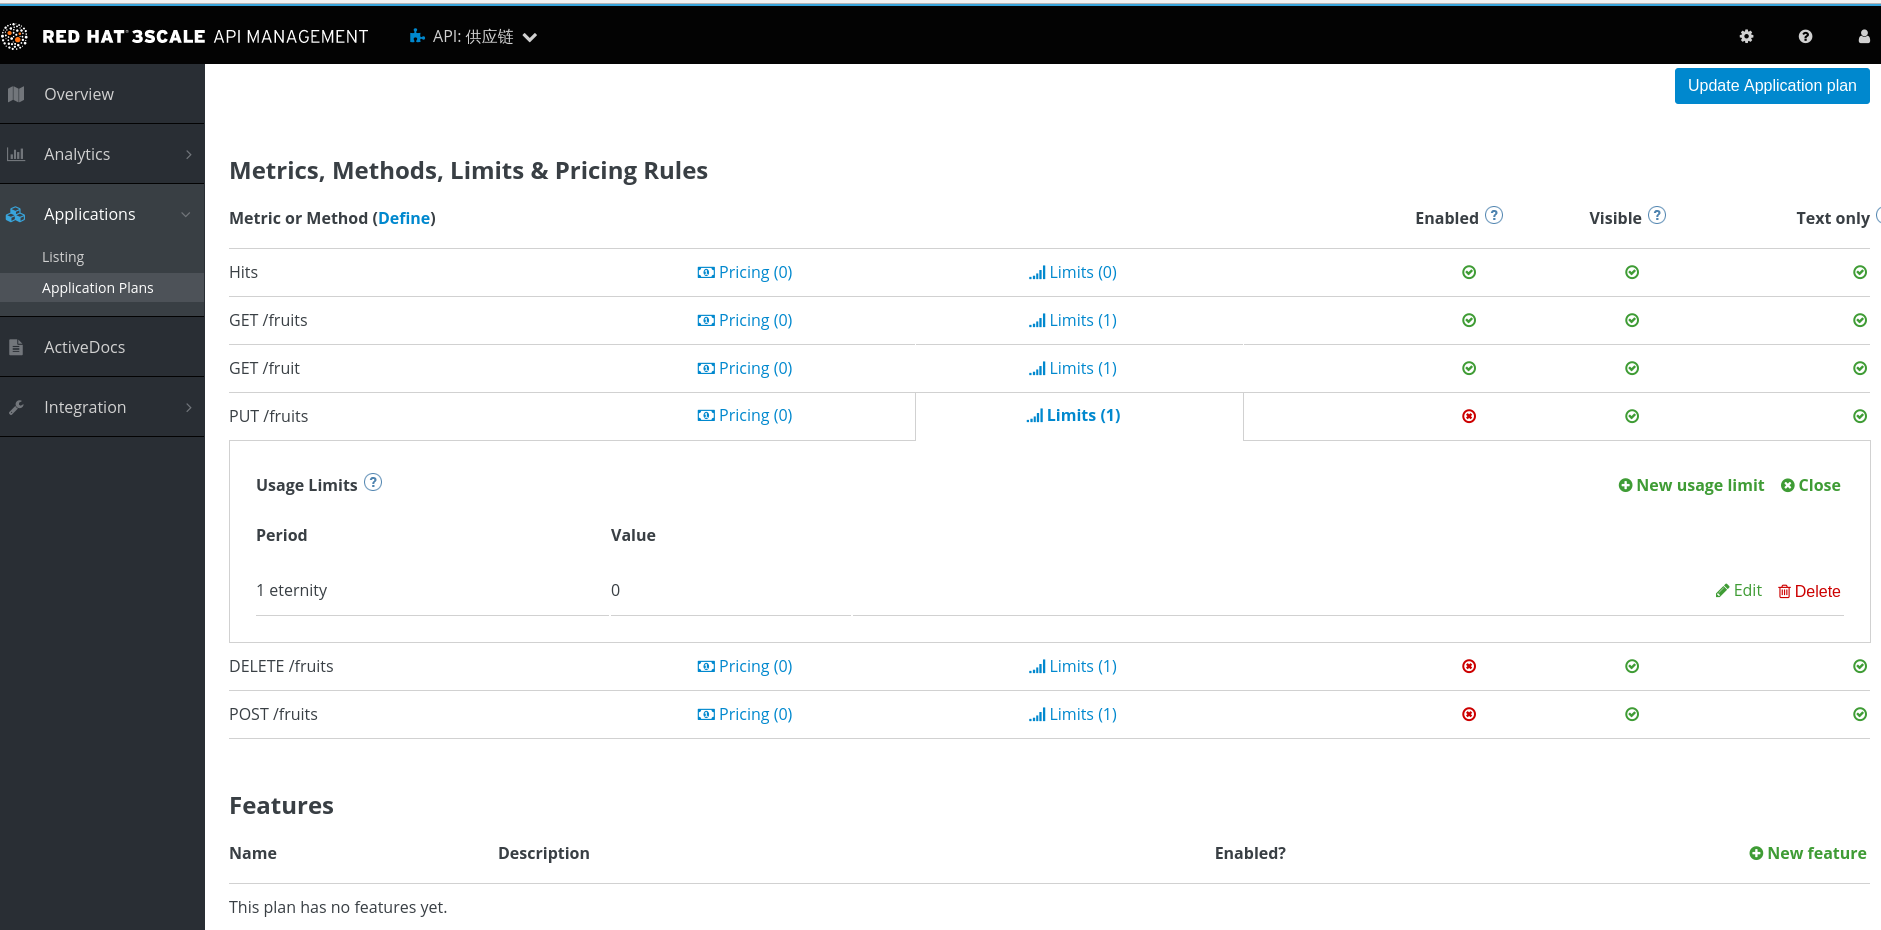 RED HAT 3SCALE API MANAGEMENT API: 供应链
Update Application plan
Overview
Analytics
Applications
Listing
Application Plans
ActiveDocs
Integration
Metrics, Methods, Limits & Pricing Rules
Metric or Method (Define) Enabled ? Visible ? Text only
Hits Pricing (0) Limits (0)
GET /fruits Pricing (0) Limits (1)
GET /fruit Pricing (0) Limits (1)
PUT /fruits Pricing (0) Limits (1)
Usage Limits ? New usage limit Close
Period Value
1 eternity 0 Edit Delete
DELETE /fruits Pricing (0) Limits (1)
POST /fruits Pricing (0) Limits (1)
Features
Name Description Enabled? New feature
This plan has no features yet.